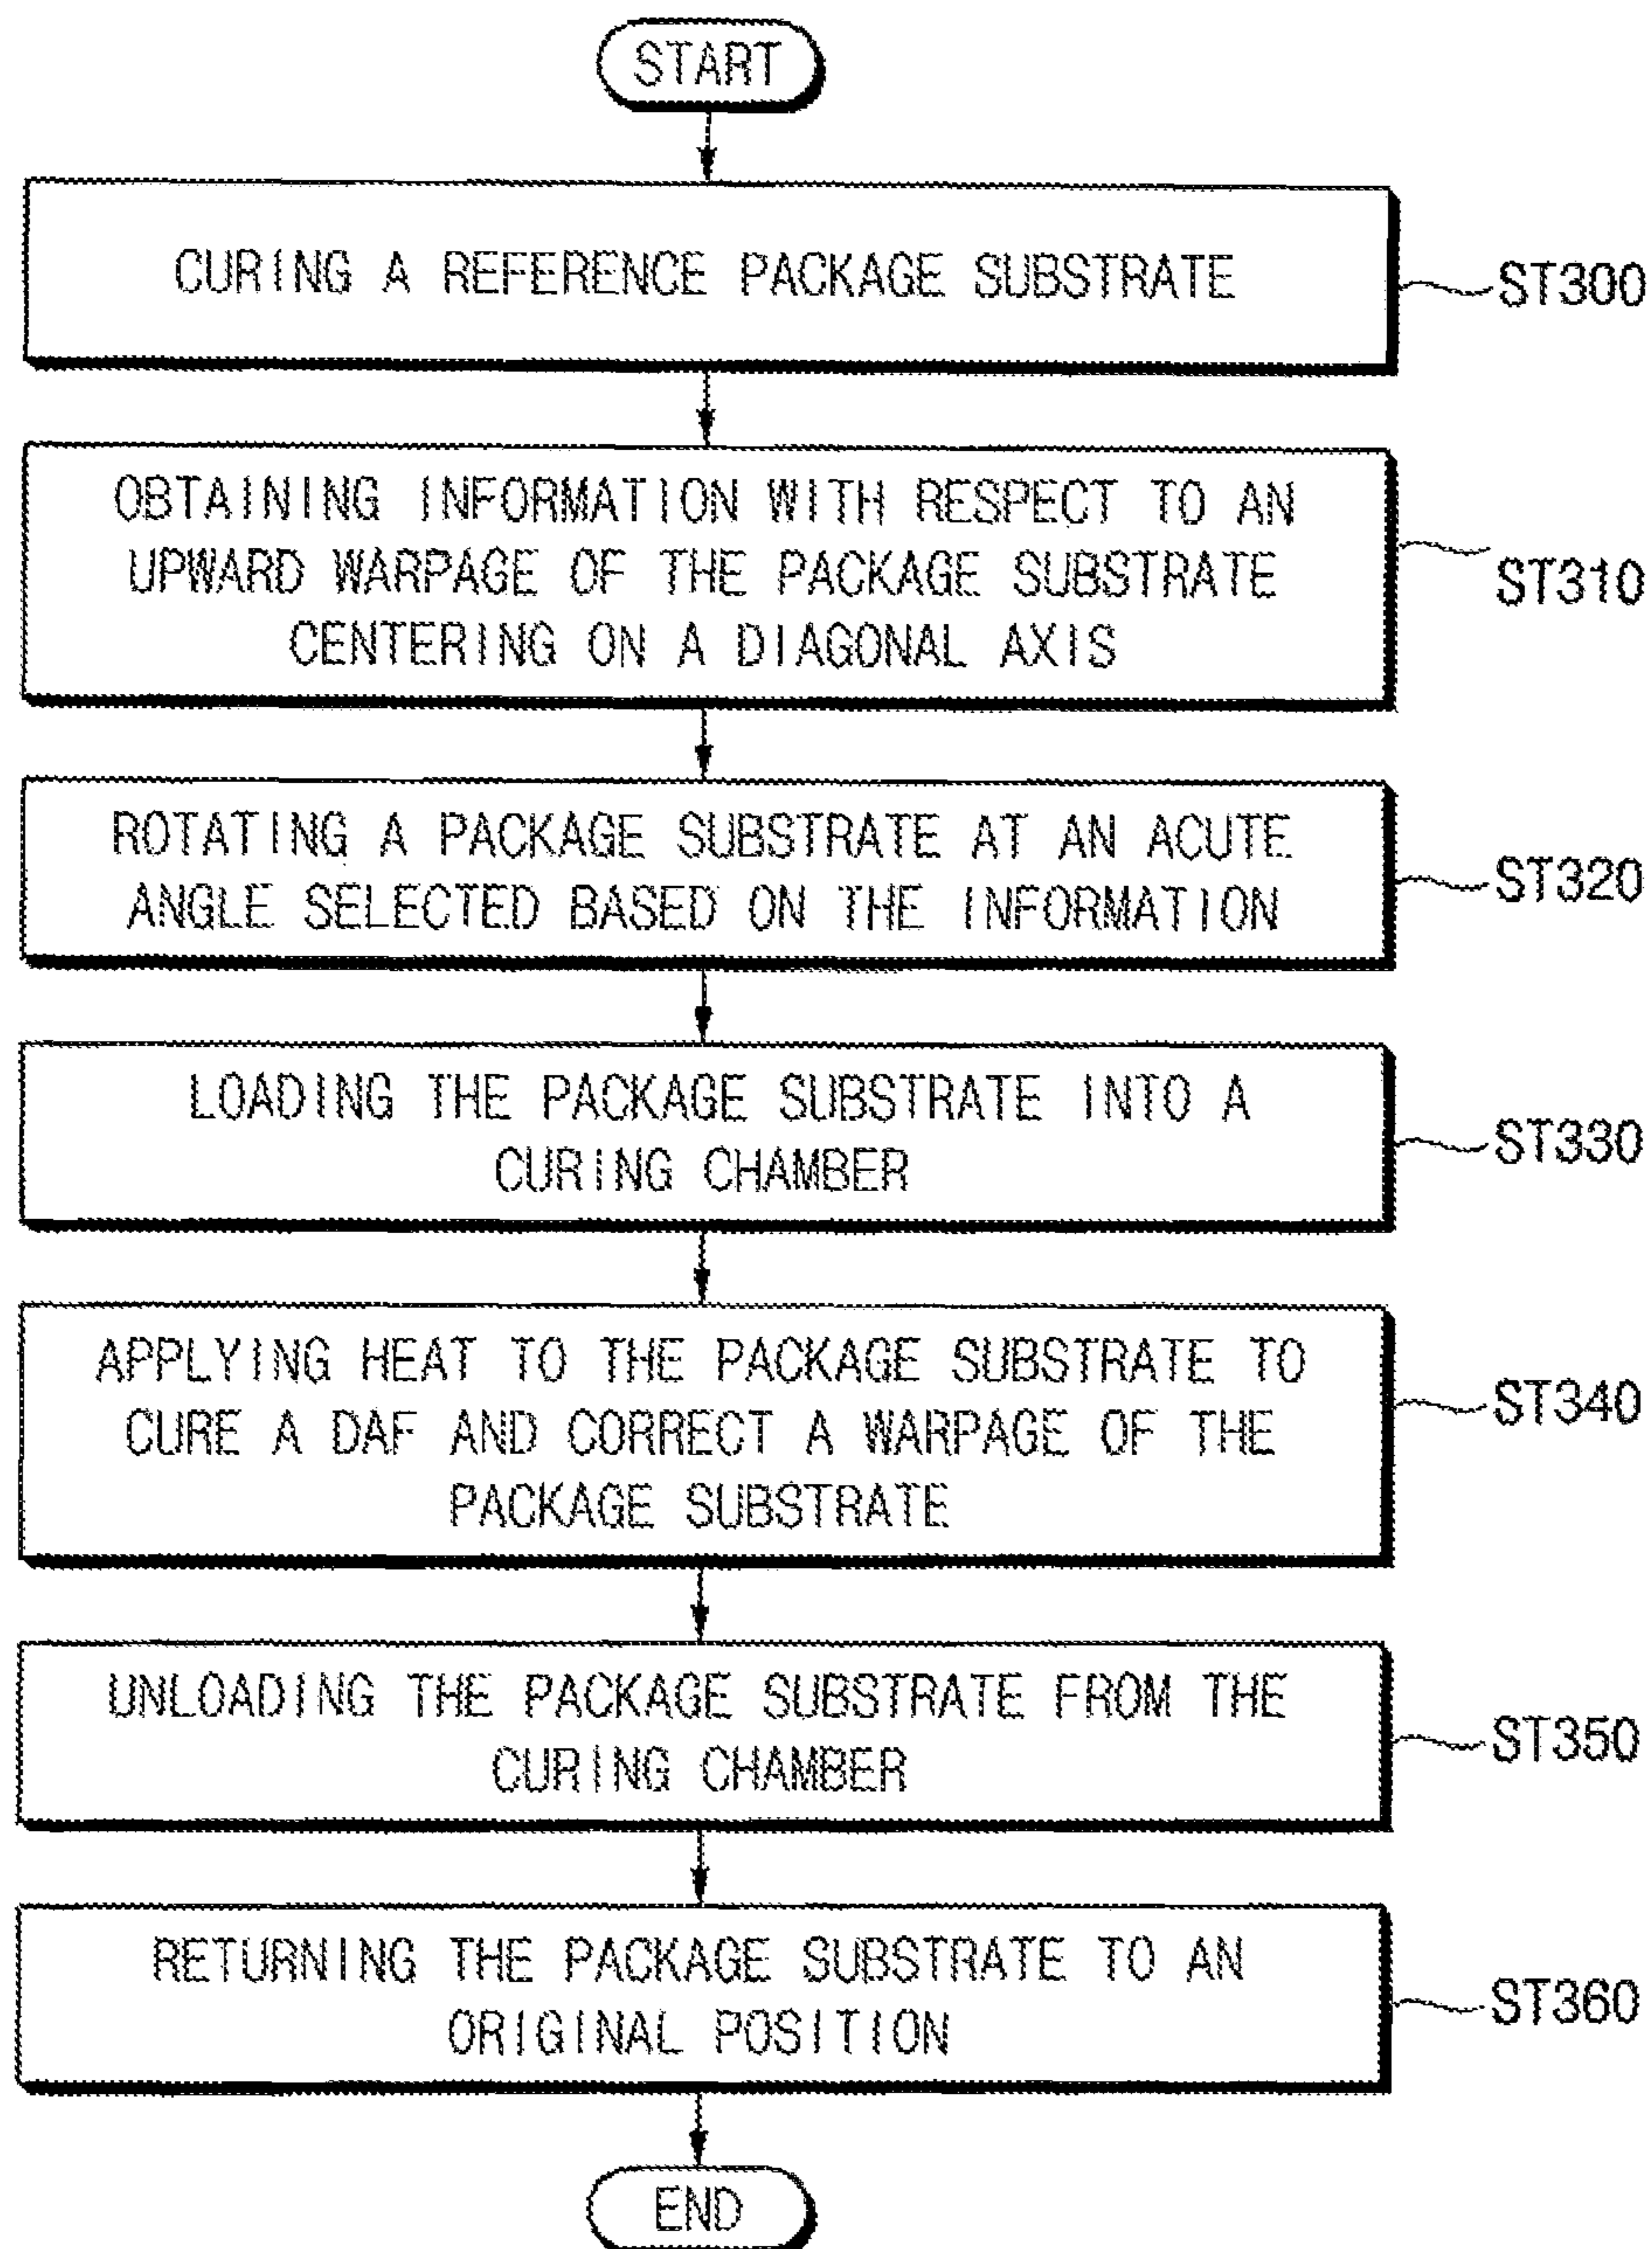 START
CURING A REFERENCE PACKAGE SUBSTRATE
ST300
OBTAINING INFORMATION WITH RESPECT TO AN
UPWARD WARPAGE OF THE PACKAGE SUBSTRATE
CENTERING ON A DIAGONAL AXIS
ST310
ROTATING A PACKAGE SUBSTRATE AT AN ACUTE
ANGLE SELECTED BASED ON THE INFORMATION
ST320
LOADING THE PACKAGE SUBSTRATE INTO A
CURING CHAMBER
ST330
APPLYING HEAT TO THE PACKAGE SUBSTRATE TO
CURE A DAF AND CORRECT A WARPAGE OF THE
PACKAGE SUBSTRATE
ST340
UNLOADING THE PACKAGE SUBSTRATE FROM THE
CURING CHAMBER
ST350
RETURNING THE PACKAGE SUBSTRATE TO AN
ORIGINAL POSITION
ST360
END